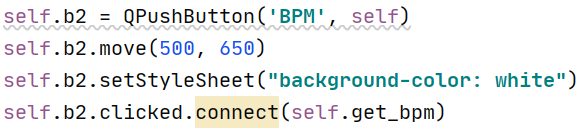 self.b2 = QPushButton('BPM', self)
self.b2.move(500, 650)
self.b2.setStyleSheet("background-color: white")
self.b2.clicked.connect(self.get_bpm)